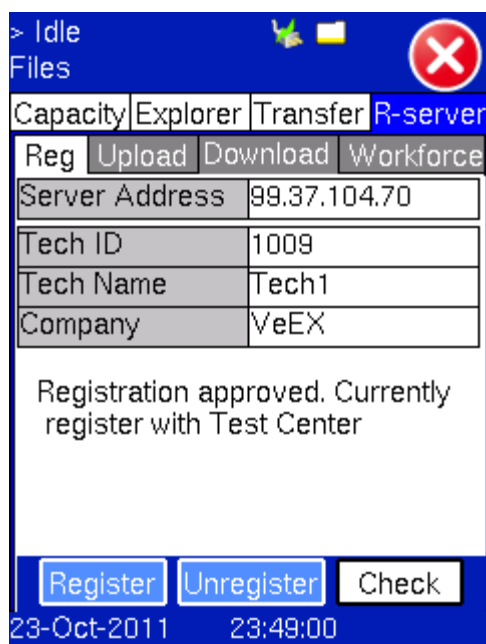 > Idle
Files
Capacity Explorer Transfer R-server
Reg Upload Download Workforce
Server Address 99.37.104.70
Tech ID 1009
Tech Name Tech1
Company VeEX
Registration approved. Currently
register with Test Center
Register Unregister Check
23-Oct-2011 23:49:00